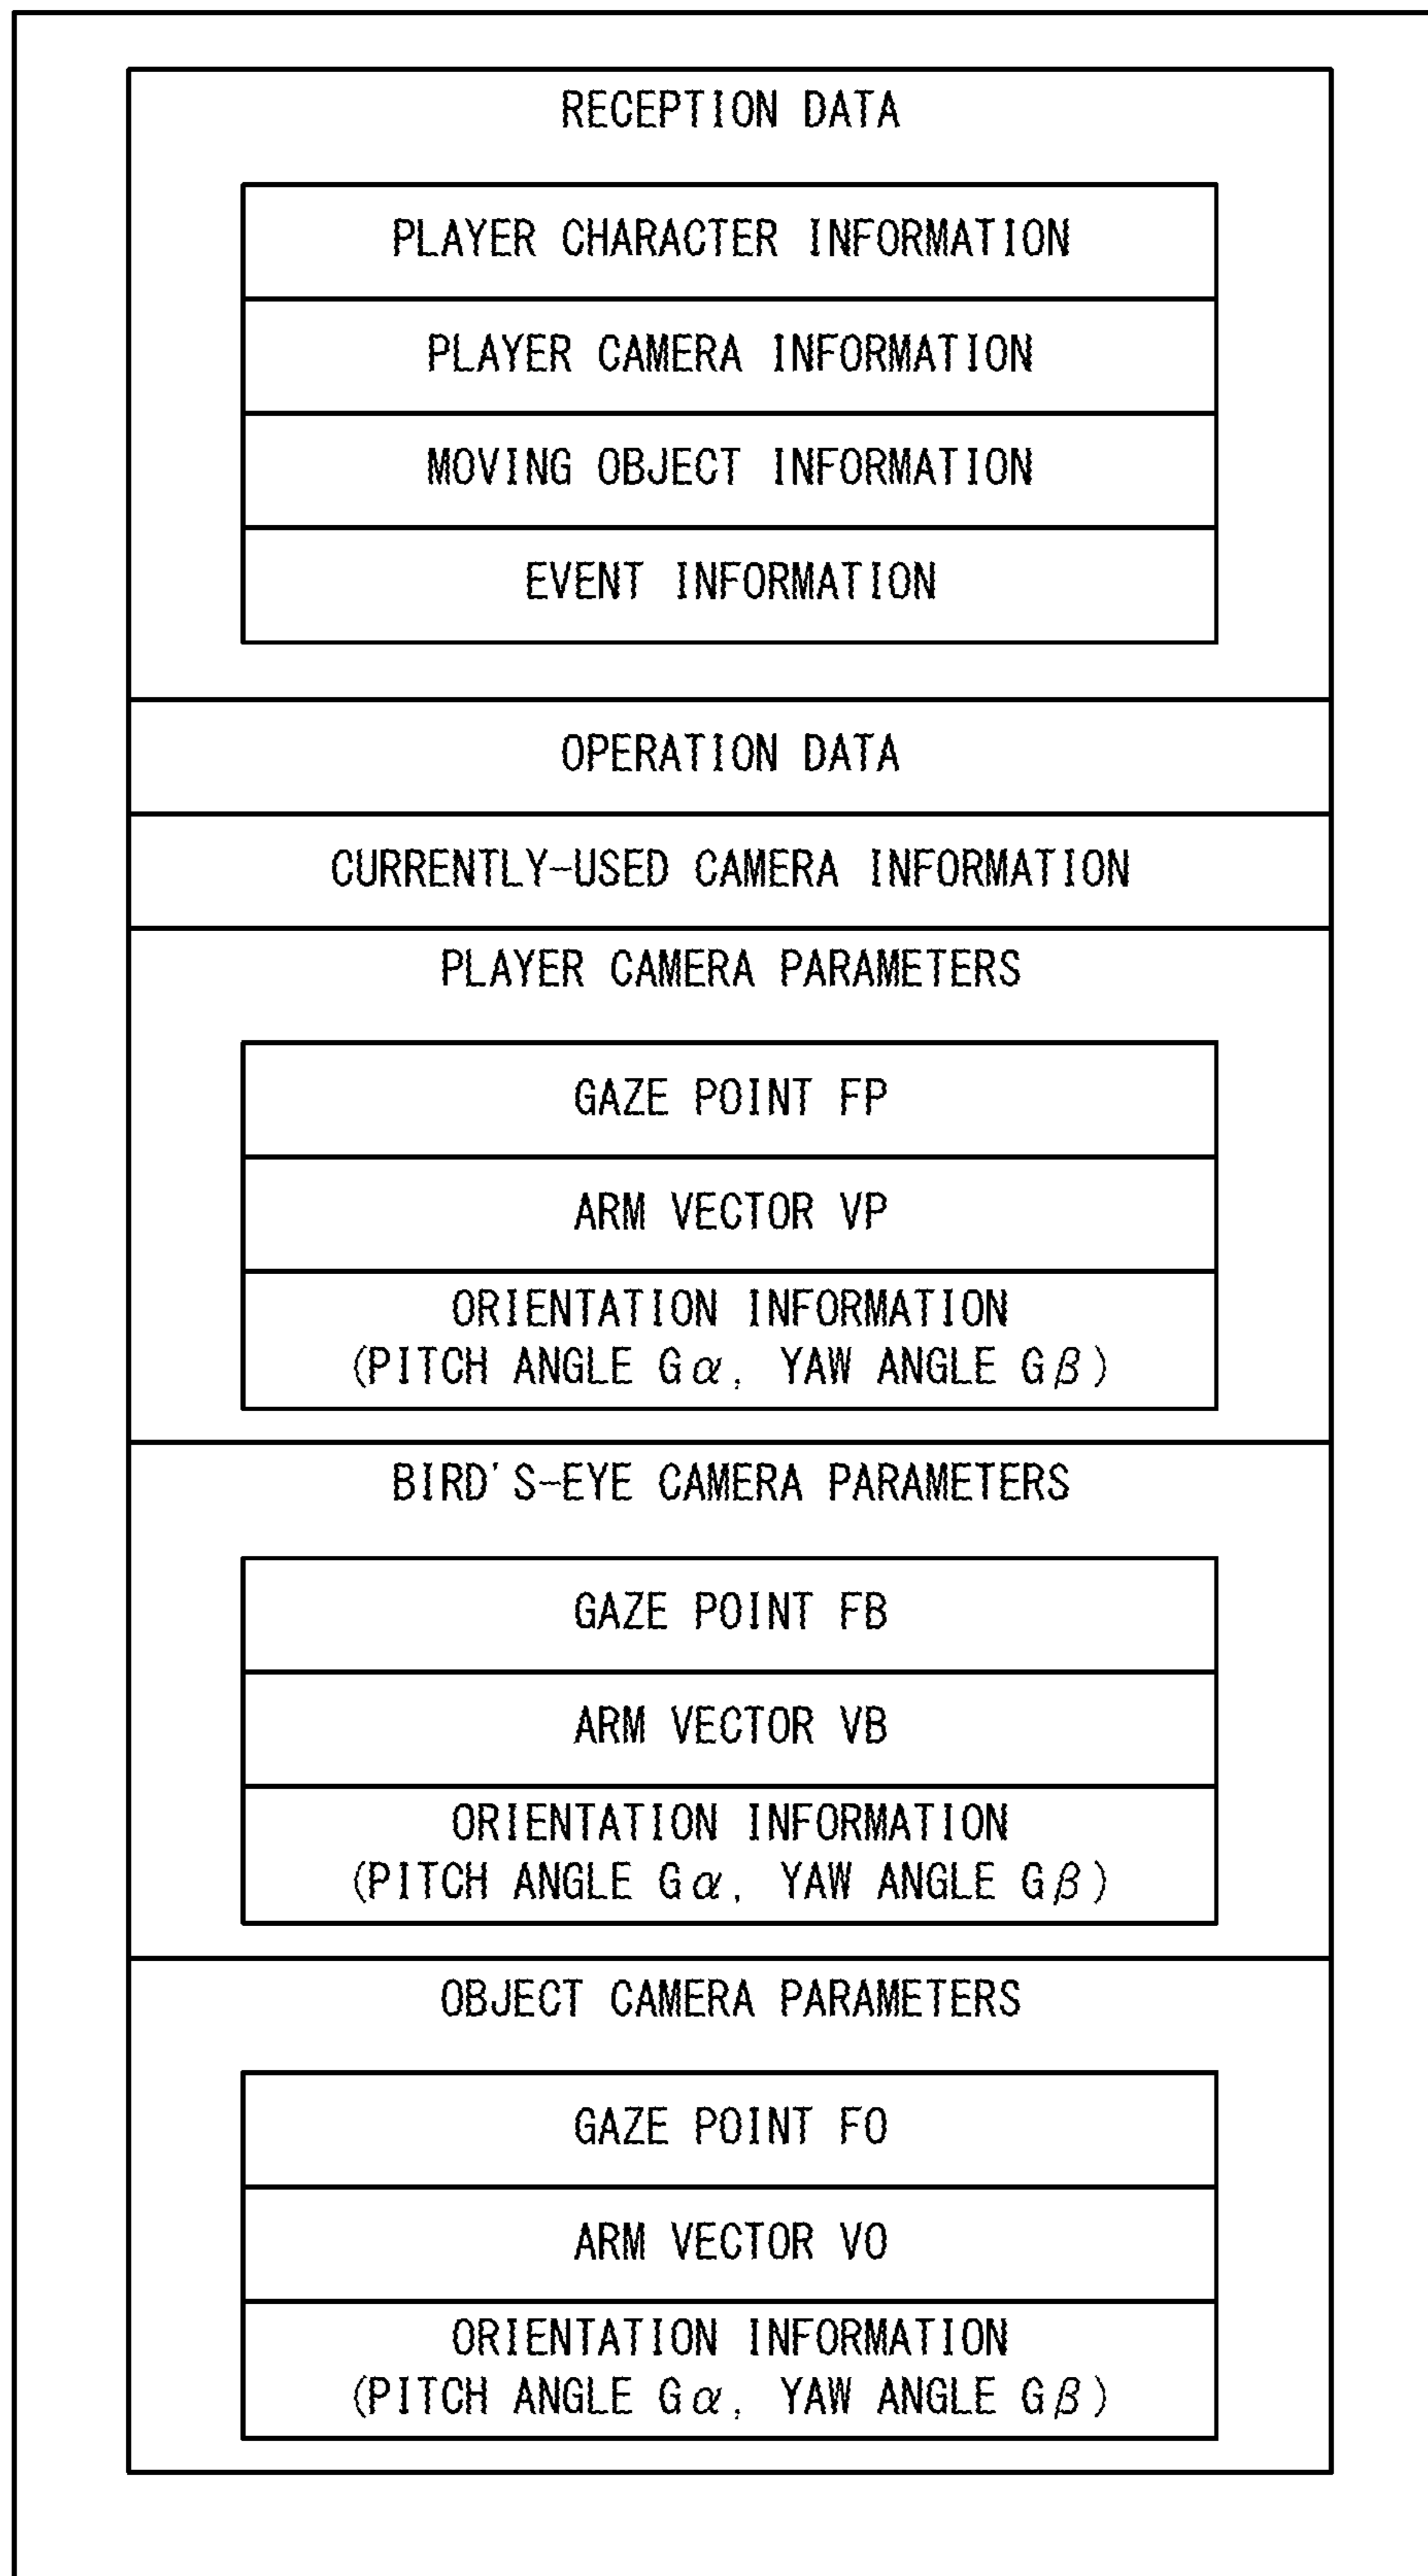 RECEPTION DATA
PLAYER CHARACTER INFORMATION
PLAYER CAMERA INFORMATION
MOVING OBJECT INFORMATION
EVENT INFORMATION
OPERATION DATA
CURRENTLY-USED CAMERA INFORMATION
PLAYER CAMERA PARAMETERS
GAZE POINT FP
ARM VECTOR VP
ORIENTATION INFORMATION
(PITCH ANGLE Gα, YAW ANGLE Gβ)
BIRD'S-EYE CAMERA PARAMETERS
GAZE POINT FB
ARM VECTOR VB
ORIENTATION INFORMATION
(PITCH ANGLE Gα, YAW ANGLE Gβ)
OBJECT CAMERA PARAMETERS
GAZE POINT FO
ARM VECTOR VO
ORIENTATION INFORMATION
(PITCH ANGLE Gα, YAW ANGLE Gβ)